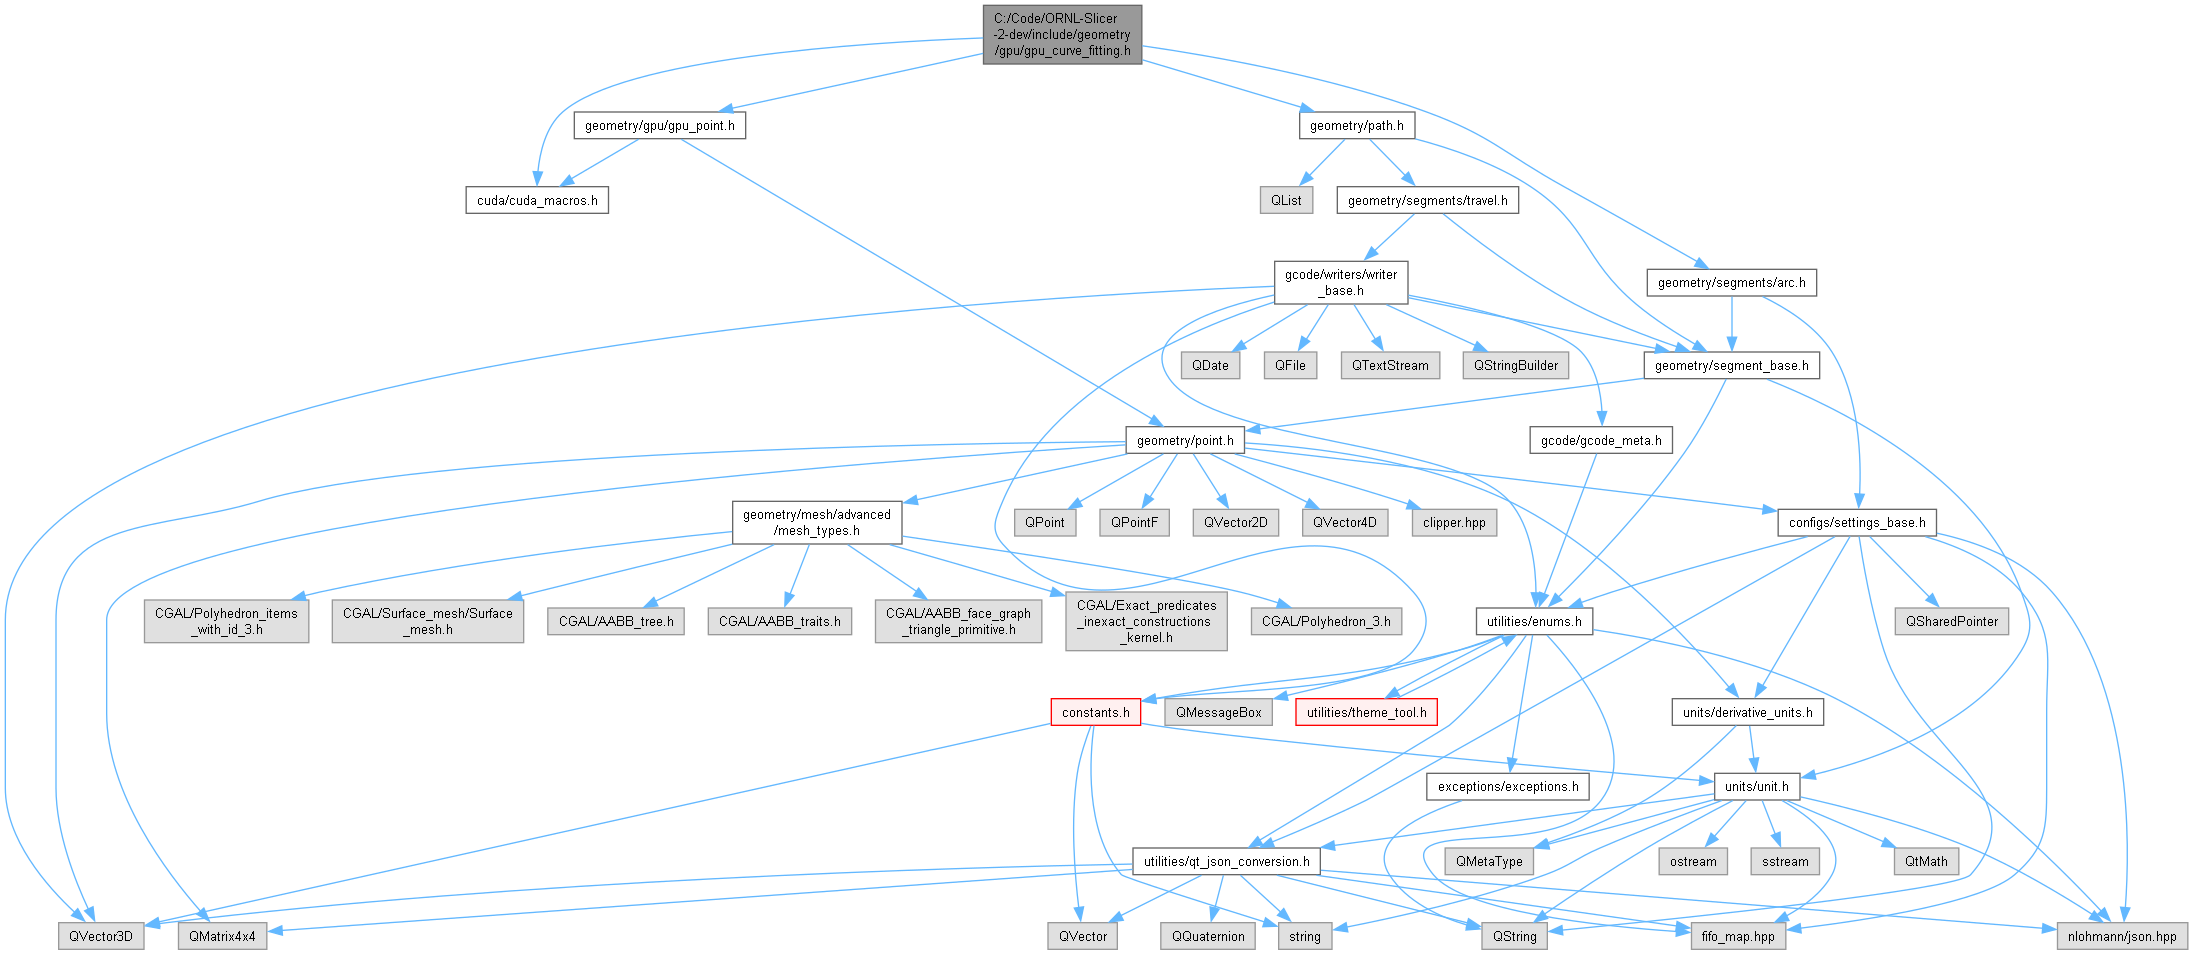 C:/Code/ORNL-Slicer
-2-dev/include/geometry
/gpu/gpu_curve_fitting.h
geometry/gpu/gpu_point.h
geometry/path.h
cuda/cuda_macros.h
QList
geometry/segments/travel.h
gcode/writers/writer
_base.h
geometry/segments/arc.h
QDate
QFile
QTextStream
QStringBuilder
geometry/segment_base.h
geometry/point.h
gcode/gcode_meta.h
geometry/mesh/advanced
/mesh_types.h
QPoint
QPointF
QVector2D
QVector4D
clipper.hpp
configs/settings_base.h
CGAL/Polyhedron_items
_with_id_3.h
CGAL/Surface_mesh/Surface
_mesh.h
CGAL/AABB_tree.h
CGAL/AABB_traits.h
CGAL/AABB_face_graph
_triangle_primitive.h
CGAL/Exact_predicates
_inexact_constructions
_kernel.h
CGAL/Polyhedron_3.h
utilities/enums.h
QSharedPointer
constants.h
QMessageBox
utilities/theme_tool.h
units/derivative_units.h
exceptions/exceptions.h
units/unit.h
utilities/qt_json_conversion.h
QMetaType
ostream
sstream
QtMath
QVector3D
QMatrix4x4
QVector
QQuaternion
string
QString
fifo_map.hpp
nlohmann/json.hpp